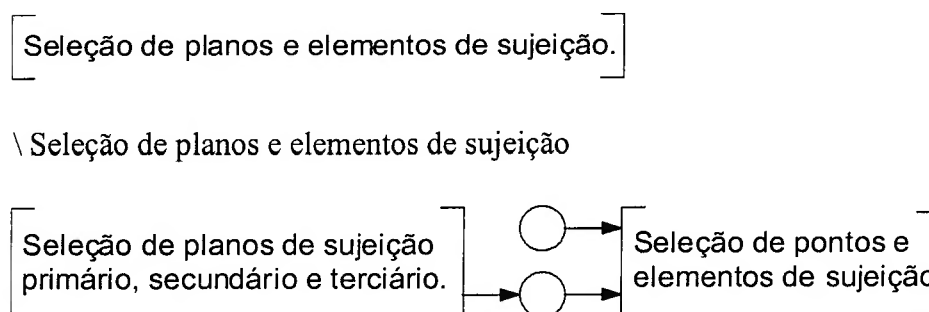 Seleção de planos e elementos de sujeição.
\ Seleção de planos e elementos de sujeição
Seleção de planos de sujeição
primário, secundário e terciário.
Seleção de pontos e
elementos de sujeição